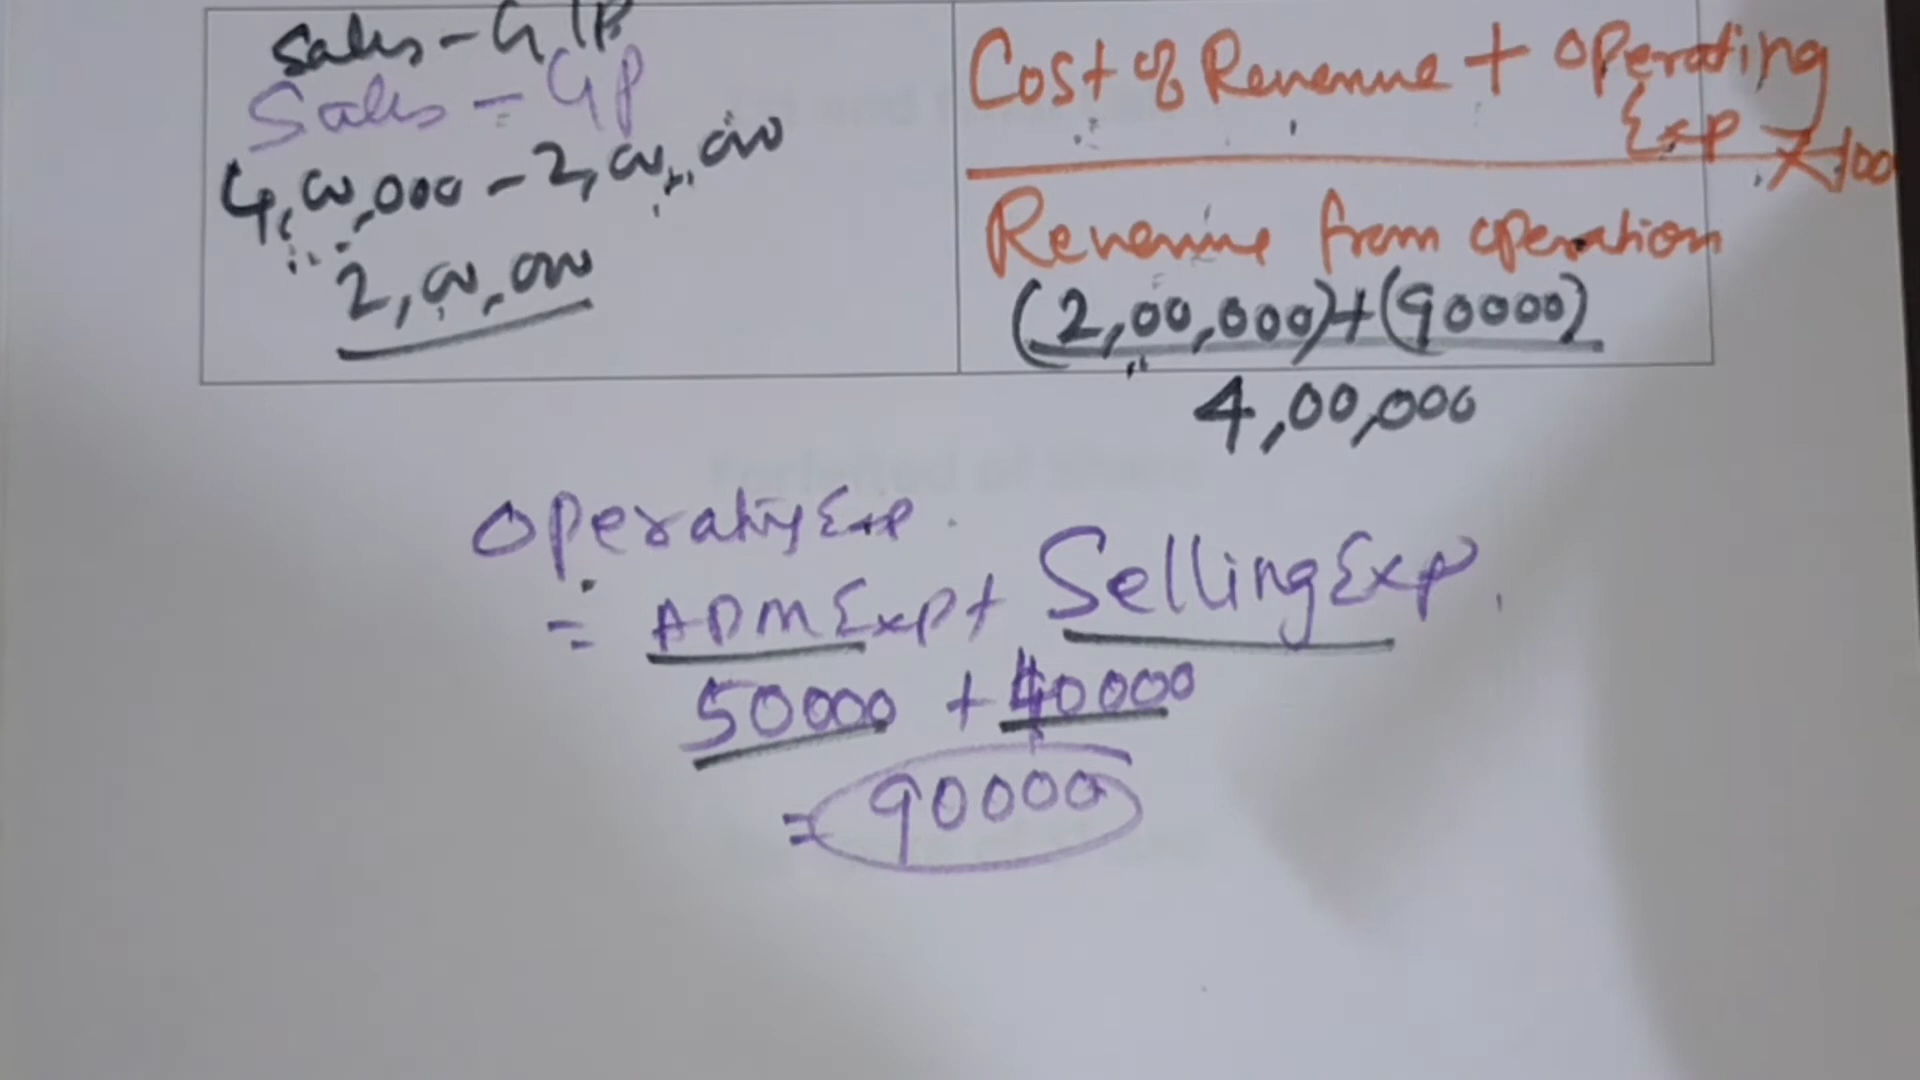 Sales - G P
Sales - GP
4,00,000 - 2,00,000
2,00,000
Cost of Revenue + Operating
Exp × 100
Revenue from operation
(2,00,000)+(90000)
4,00,000
Operating Exp
= ADM Exp + Selling Exp.
50000 + 40000
= 90000